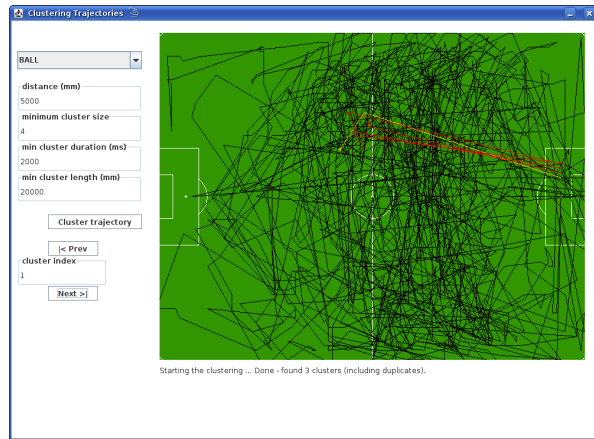 Clustering Trajectories
BALL
distance (mm)
5000
minimum cluster size
4
min cluster duration (ms)
2000
min cluster length (mm)
20000
Cluster trajectory
|< Prev
cluster index
1
Next >|
Starting the clustering ... Done - found 3 clusters (including duplicates).